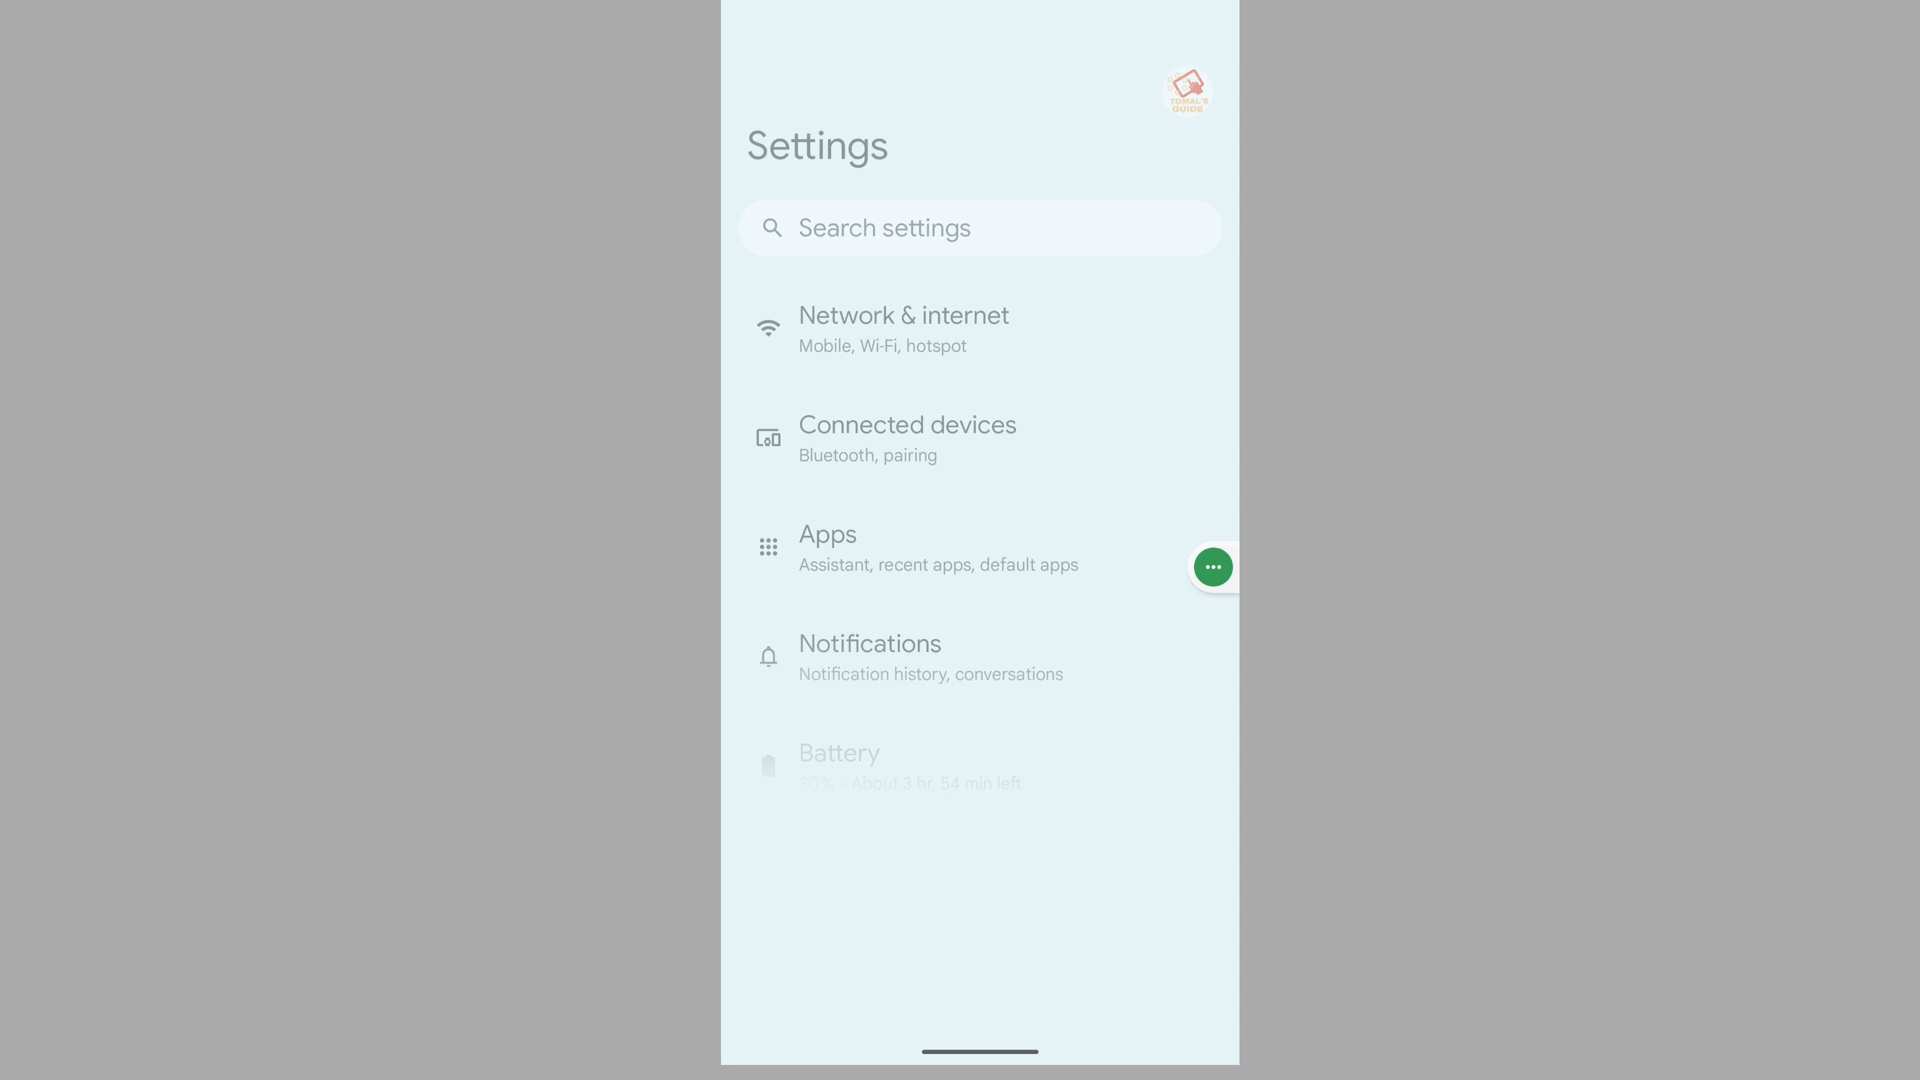 TOMAL'S
GUIDE
Settings
Search settings
Network & internet
Mobile, Wi-Fi, hotspot
Connected devices
Bluetooth, pairing
Apps
Assistant, recent apps, default apps
Notifications
Notification history, conversations
Battery
30% - About 3 hr, 54 min left